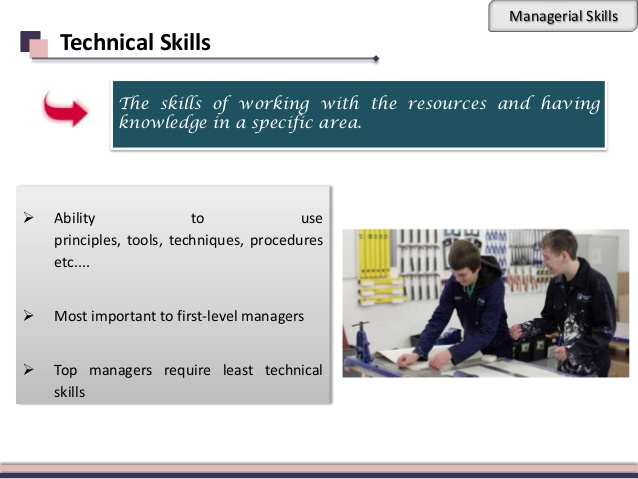 Managerial Skills
Technical Skills
The skills of working with the resources and having
knowledge in a specific area.
➢ Ability to use
principles, tools, techniques, procedures
etc....
➢ Most important to first-level managers
➢ Top managers require least technical
skills